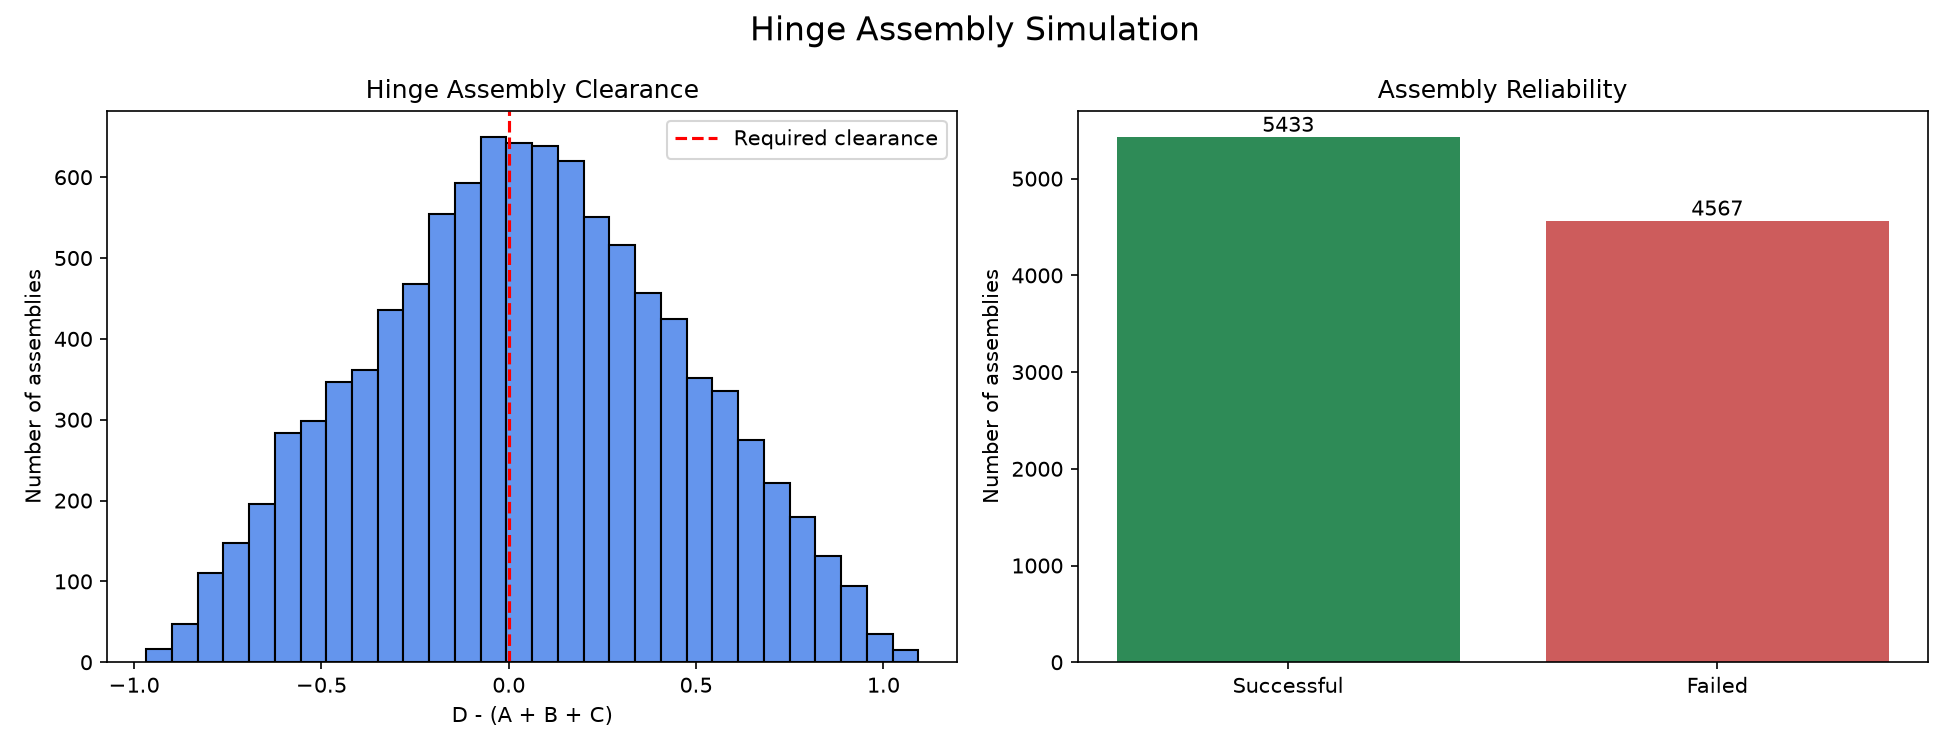 Hinge Assembly Simulation
Hinge Assembly Clearance
Required clearance
Number of assemblies
600
500
400
300
200
100
0
−1.0
−0.5
0.0
0.5
1.0
D - (A + B + C)
Assembly Reliability
5433
4567
Number of assemblies
5000
4000
3000
2000
1000
0
Successful
Failed